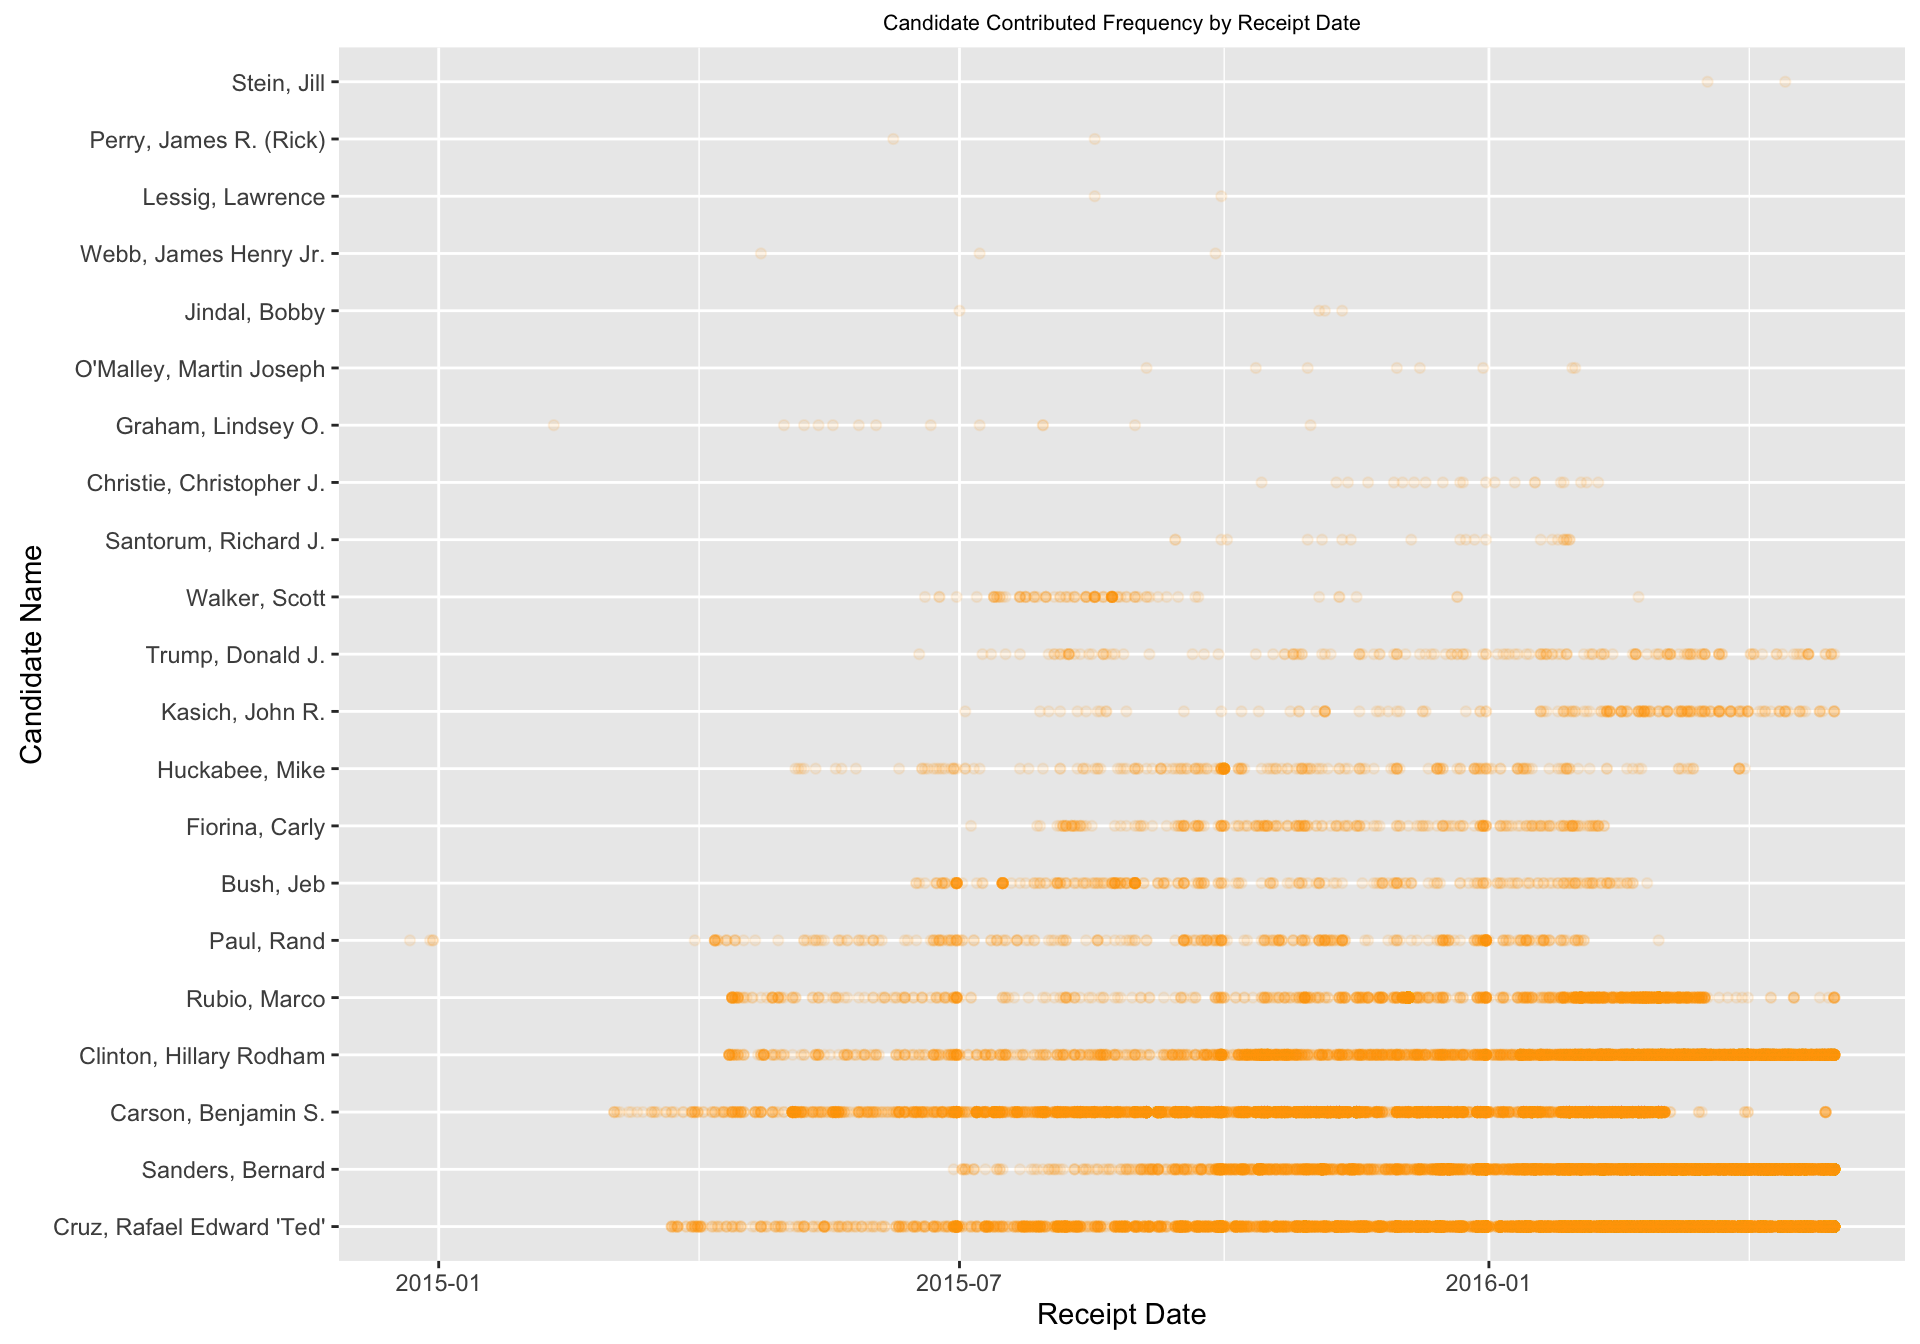 Candidate Contributed Frequency by Receipt Date
Stein, Jill
Perry, James R. (Rick)
Lessig, Lawrence
Webb, James Henry Jr.
Jindal, Bobby
O'Malley, Martin Joseph
Graham, Lindsey O.
Christie, Christopher J.
Santorum, Richard J.
Walker, Scott
Trump, Donald J.
Kasich, John R.
Huckabee, Mike
Fiorina, Carly
Bush, Jeb
Paul, Rand
Rubio, Marco
Clinton, Hillary Rodham
Carson, Benjamin S.
Sanders, Bernard
Cruz, Rafael Edward 'Ted'
Candidate Name
2015-01
2015-07
2016-01
Receipt Date